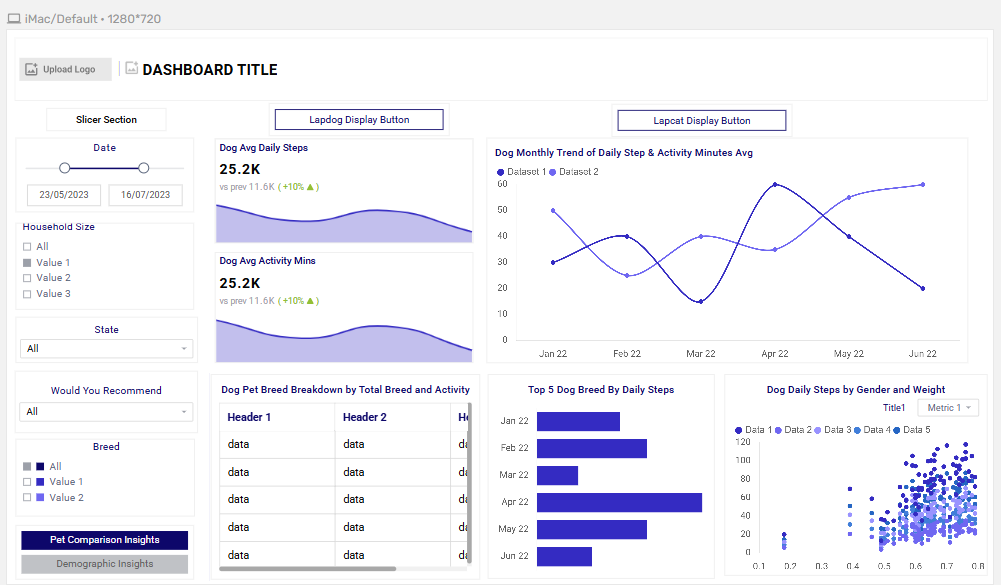 iMac/Default • 1280*720
Upload Logo
DASHBOARD TITLE
Slicer Section
Lapdog Display Button
Lapcat Display Button
Date
23/05/2023 16/07/2023
Household Size
All
Value 1
Value 2
Value 3
State
All
Would You Recommend
All
Breed
All
Value 1
Value 2
Pet Comparison Insights
Demographic Insights
Dog Avg Daily Steps
25.2K
vs prev 11.6K (+10% ▲)
Dog Avg Activity Mins
25.2K
vs prev 11.6K (+10% ▲)
Dog Monthly Trend of Daily Step & Activity Minutes Avg
Dataset 1 Dataset 2
60
50
40
30
20
10
0
Jan 22 Feb 22 Mar 22 Apr 22 May 22 Jun 22
Dog Pet Breed Breakdown by Total Breed and Activity
Header 1 Header 2
data data
data data
data data
data data
data data
Top 5 Dog Breed By Daily Steps
Jan 22
Feb 22
Mar 22
Apr 22
May 22
Jun 22
Dog Daily Steps by Gender and Weight
Title1 Metric 1
Data 1 Data 2 Data 3 Data 4 Data 5
120
100
80
60
40
20
0
0.1 0.2 0.3 0.4 0.5 0.6 0.7 0.8